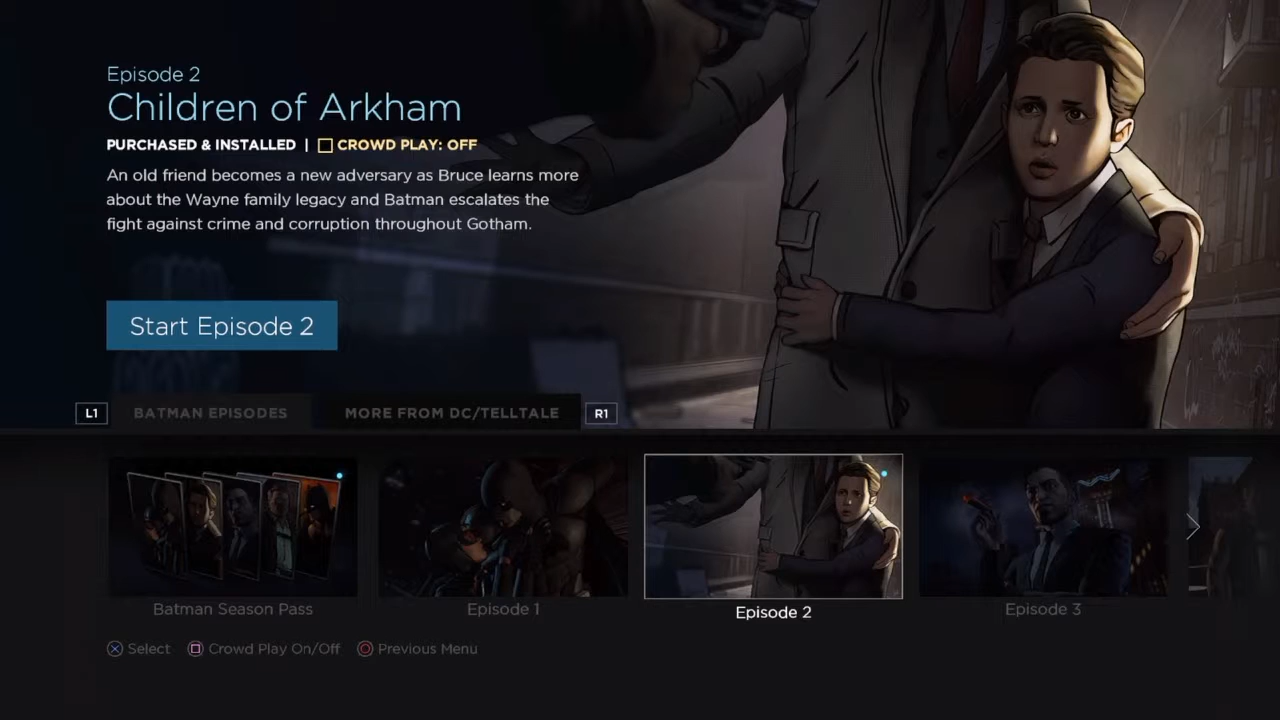 Episode 2
Children of Arkham
PURCHASED & INSTALLED | CROWD PLAY: OFF
An old friend becomes a new adversary as Bruce learns more
about the Wayne family legacy and Batman escalates the
fight against crime and corruption throughout Gotham.
Start Episode 2
L1 BATMAN EPISODES MORE FROM DC/TELLTALE R1
Batman Season Pass Episode 1 Episode 2 Episode 3
Select Crowd Play On/Off Previous Menu